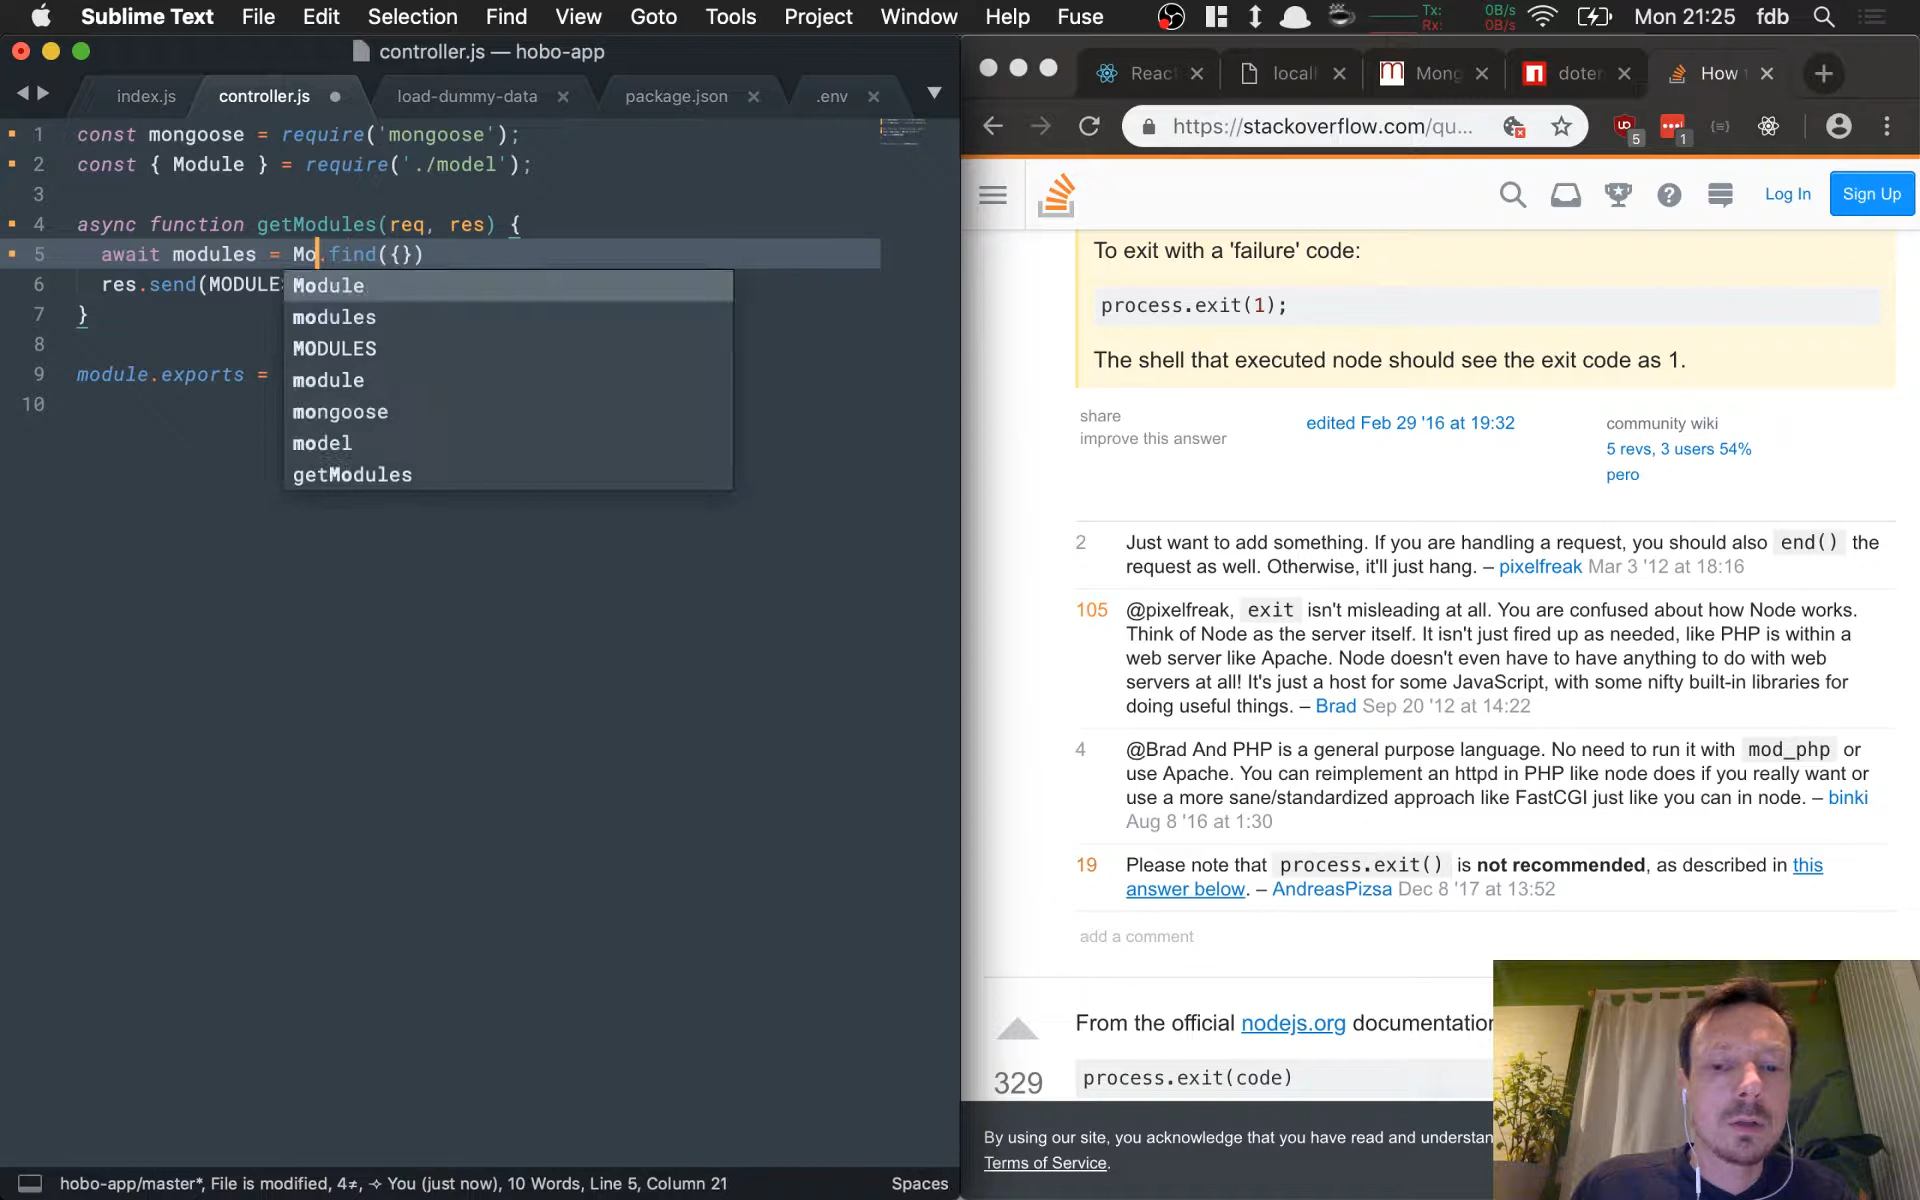 Sublime Text File Edit Selection Find View Goto Tools Project Window Help Fuse Tx: Rx: 0B/s 0B/s Mon 21:25 fdb
controller.js — hobo-app
index.js controller.js load-dummy-data package.json .env
1 const mongoose = require('mongoose');
2 const { Module } = require('./model');
3
4 async function getModules(req, res) {
5 await modules = Mo.find({})
6 res.send(MODULES
7 }
8
9 module.exports =
10
Module
modules
MODULES
module
mongoose
model
getModules
hobo-app/master*, File is modified, 4≠, You (just now), 10 Words, Line 5, Column 21 Spaces
Reac locall Mong doter How
https://stackoverflow.com/qu... 5 1
Log In Sign Up
To exit with a 'failure' code:
process.exit(1);
The shell that executed node should see the exit code as 1.
share
improve this answer
edited Feb 29 '16 at 19:32
community wiki
5 revs, 3 users 54%
pero
2 Just want to add something. If you are handling a request, you should also end() the
request as well. Otherwise, it'll just hang. – pixelfreak Mar 3 '12 at 18:16
105 @pixelfreak, exit isn't misleading at all. You are confused about how Node works.
Think of Node as the server itself. It isn't just fired up as needed, like PHP is within a
web server like Apache. Node doesn't even have to have anything to do with web
servers at all! It's just a host for some JavaScript, with some nifty built-in libraries for
doing useful things. – Brad Sep 20 '12 at 14:22
4 @Brad And PHP is a general purpose language. No need to run it with mod_php or
use Apache. You can reimplement an httpd in PHP like node does if you really want or
use a more sane/standardized approach like FastCGI just like you can in node. – binki
Aug 8 '16 at 1:30
19 Please note that process.exit() is not recommended, as described in this
answer below. – AndreasPizsa Dec 8 '17 at 13:52
add a comment
From the official nodejs.org documentation
329
process.exit(code)
By using our site, you acknowledge that you have read and understan
Terms of Service.